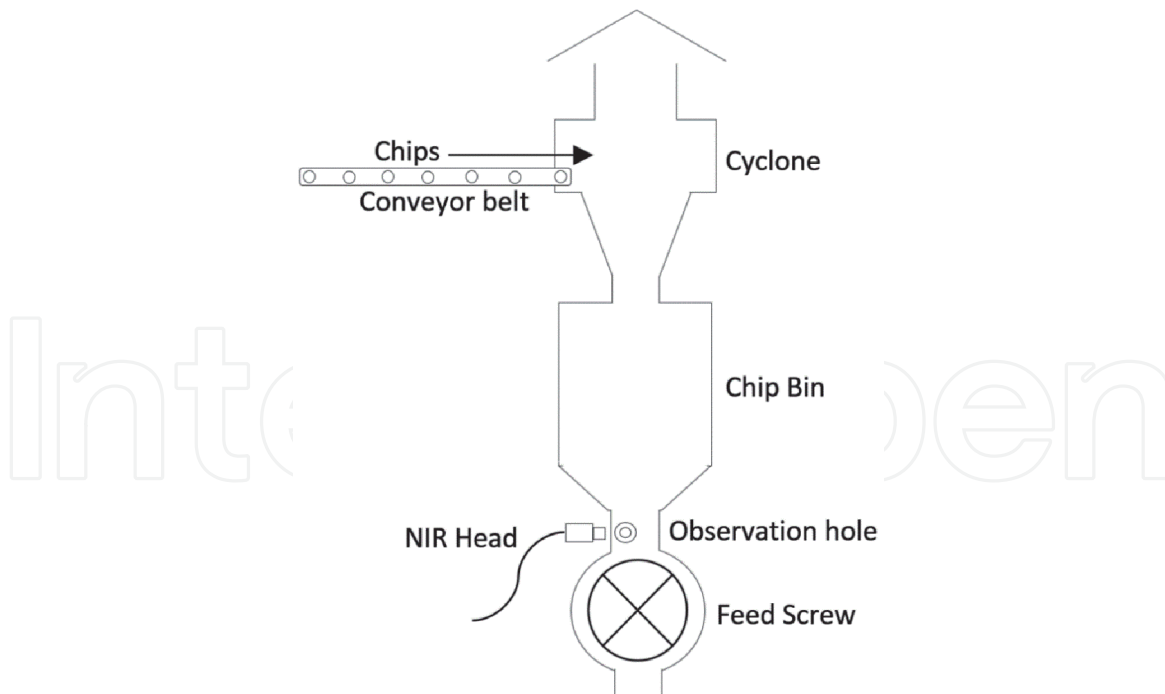 Chips
Cyclone
Conveyor belt
Chip Bin
NIR Head
Observation hole
Feed Screw